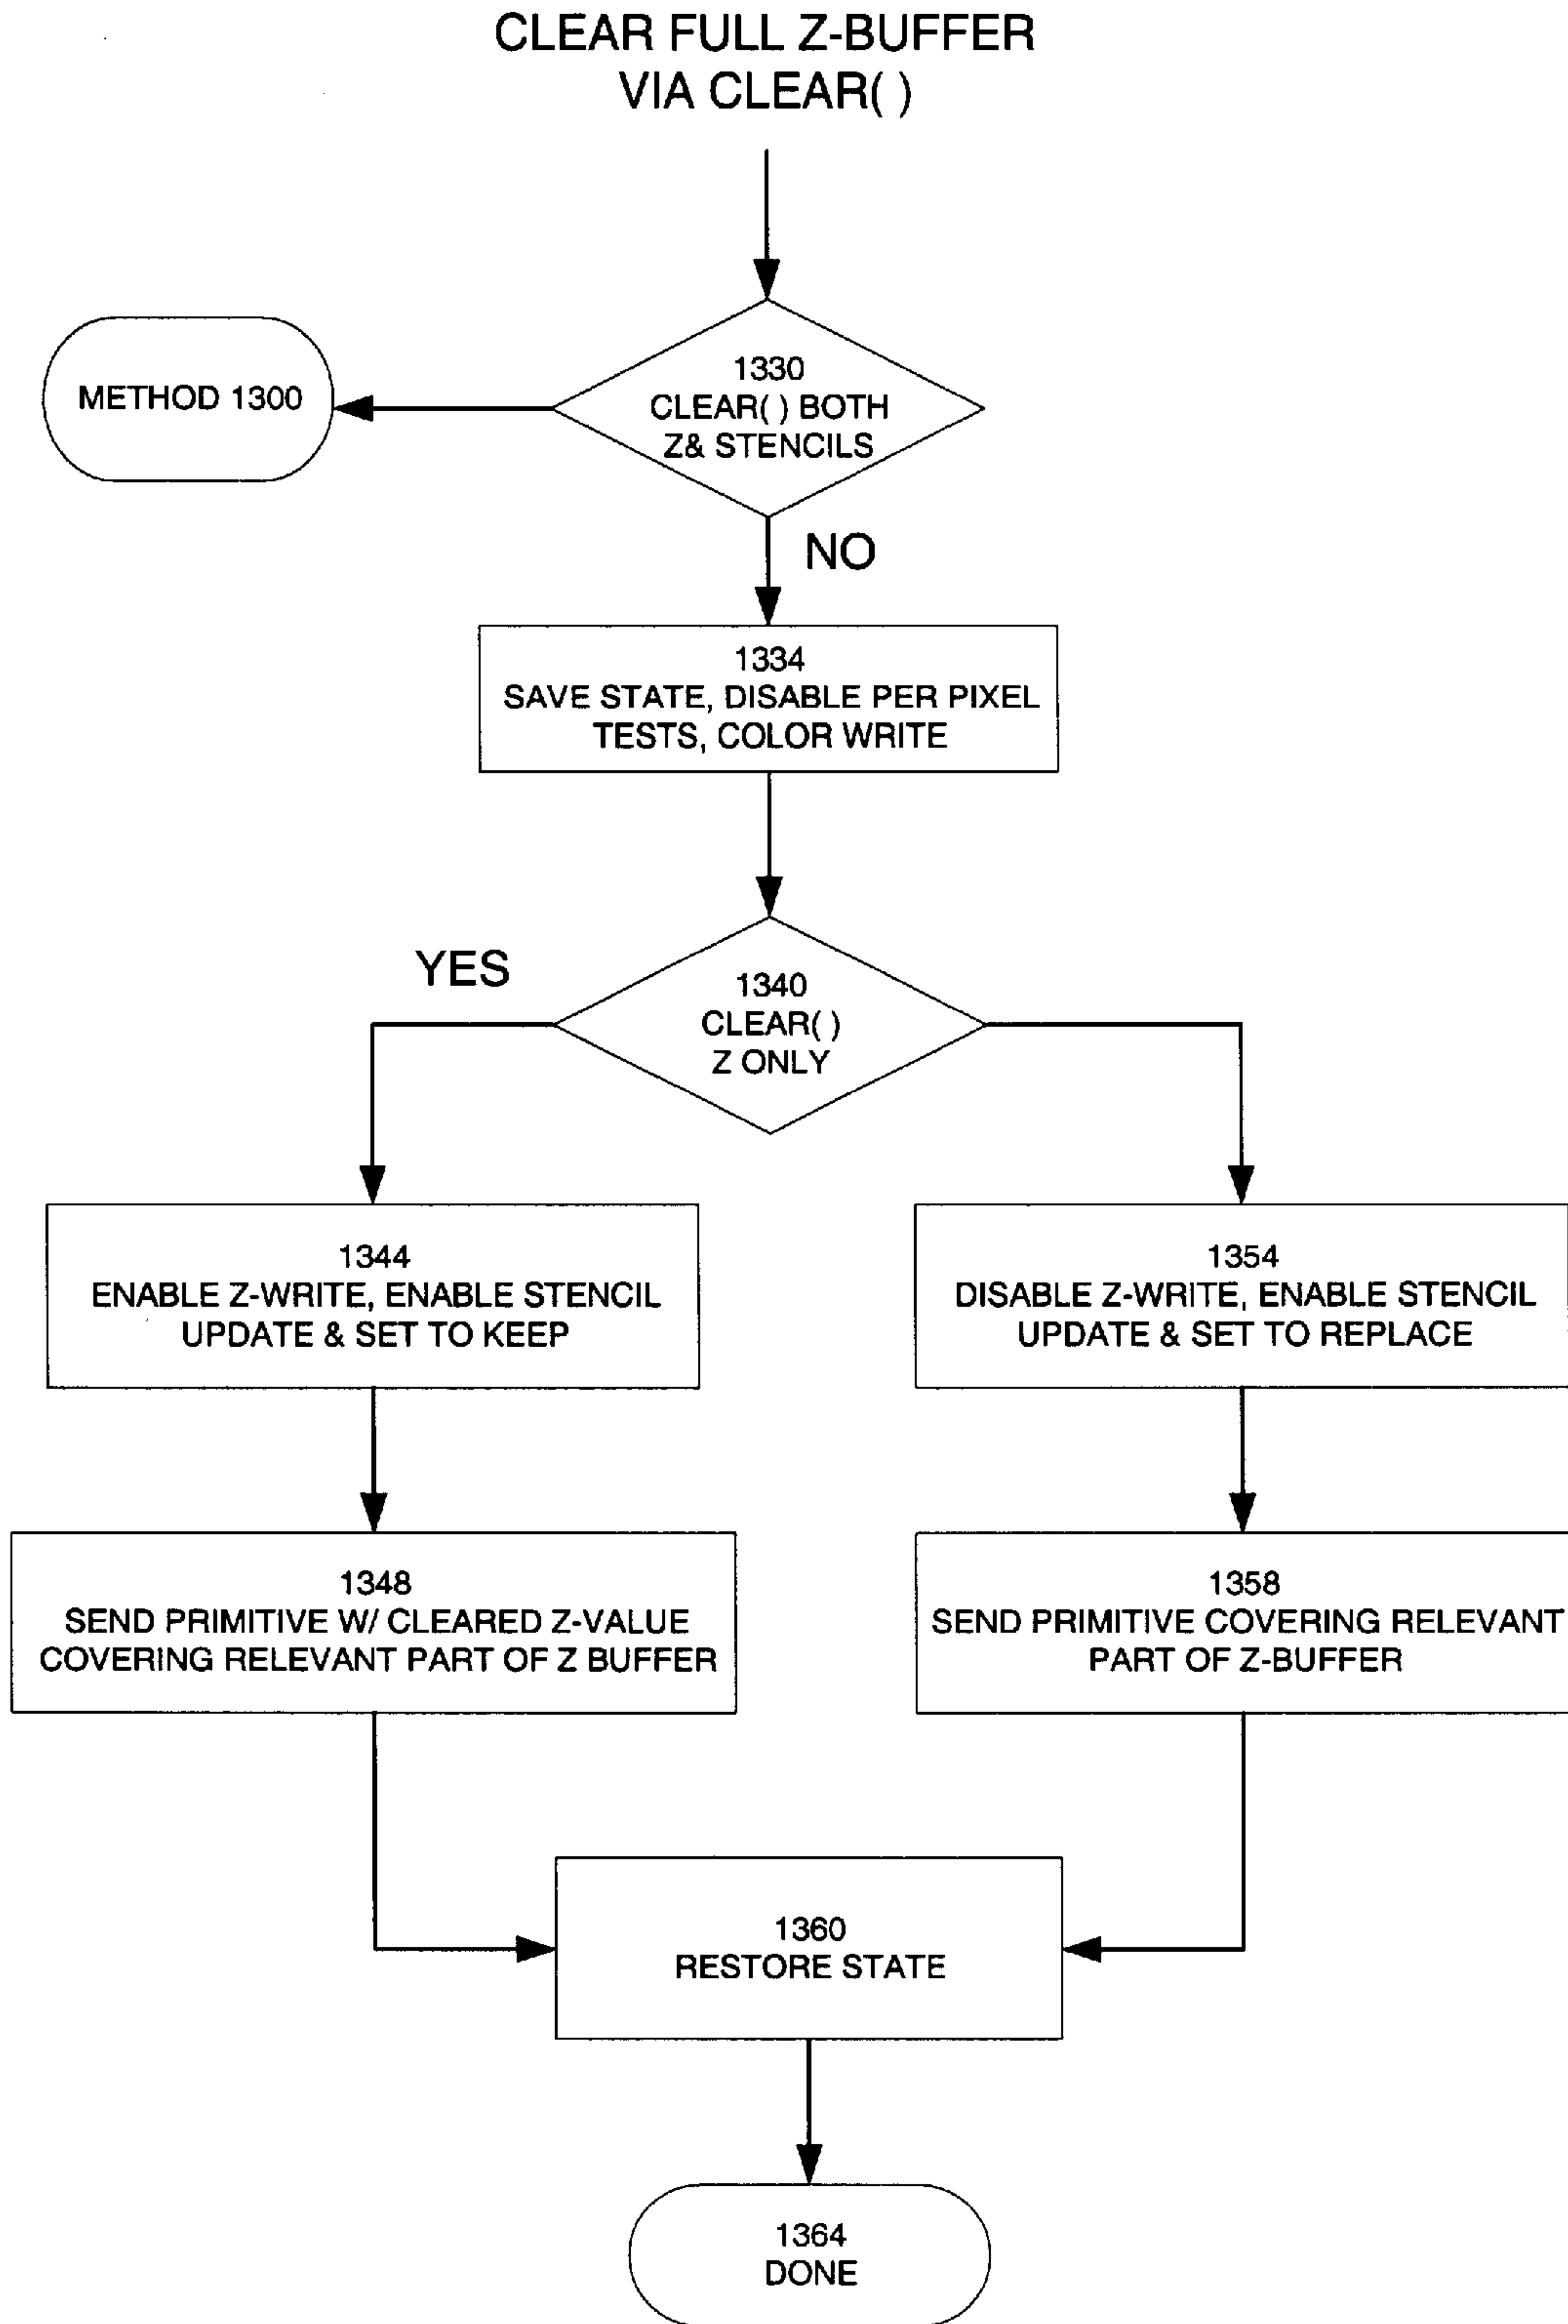 CLEAR FULL Z-BUFFER
VIA CLEAR( )
1330
CLEAR( ) BOTH
Z& STENCILS
METHOD 1300
NO
1334
SAVE STATE, DISABLE PER PIXEL
TESTS, COLOR WRITE
YES
1340
CLEAR( )
Z ONLY
1344
ENABLE Z-WRITE, ENABLE STENCIL
UPDATE & SET TO KEEP
1354
DISABLE Z-WRITE, ENABLE STENCIL
UPDATE & SET TO REPLACE
1348
SEND PRIMITIVE W/ CLEARED Z-VALUE
COVERING RELEVANT PART OF Z BUFFER
1358
SEND PRIMITIVE COVERING RELEVANT
PART OF Z-BUFFER
1360
RESTORE STATE
1364
DONE